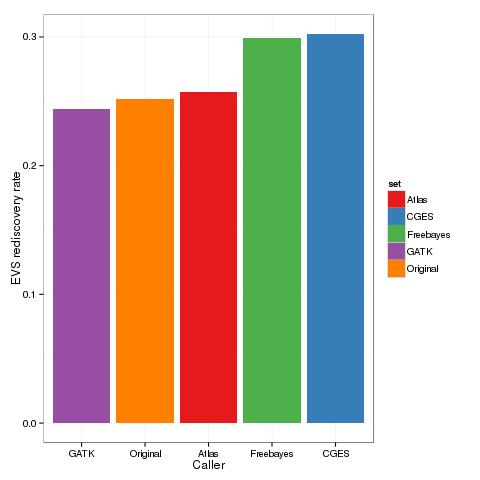 EVS rediscovery rate
0.3
0.2
0.1
0.0
GATK Original Atlas Freebayes CGES
Caller
set
Atlas
CGES
Freebayes
GATK
Original